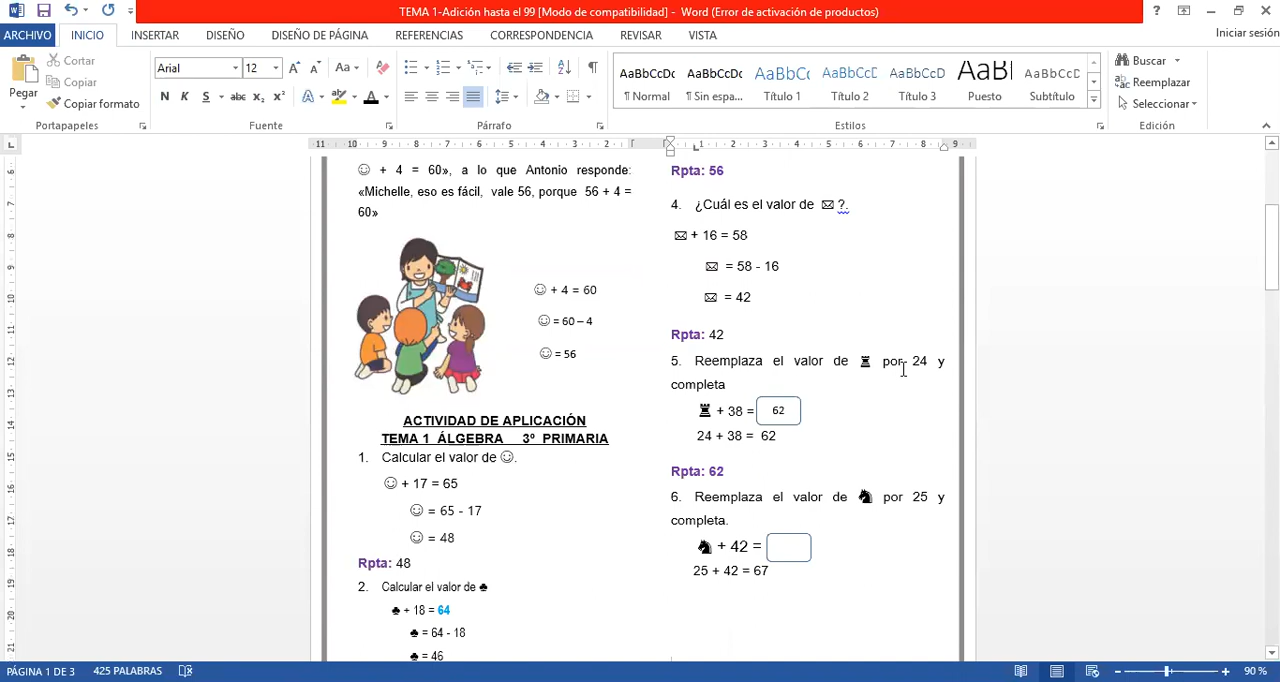 TEMA 1-Adición hasta el 99 [Modo de compatibilidad] - Word (Error de activación de productos)
ARCHIVO INICIO INSERTAR DISEÑO DISEÑO DE PÁGINA REFERENCIAS CORRESPONDENCIA REVISAR VISTA Iniciar sesión
Pegar
Cortar
Copiar
Copiar formato
Portapapeles
Arial 12
Fuente
Párrafo
AaBbCcDc AaBbCcDc AaBbCc AaBbCcD AaBbCcD AaBl AaBbCcD
¶ Normal ¶ Sin espa... Título 1 Título 2 Título 3 Puesto Subtítulo
Estilos
Buscar
Reemplazar
Seleccionar
Edición
☺ + 4 = 60», a lo que Antonio responde:
«Michelle, eso es fácil, vale 56, porque 56 + 4 =
60»
☺ + 4 = 60
☺ = 60 – 4
☺ = 56
ACTIVIDAD DE APLICACIÓN
TEMA 1 ÁLGEBRA 3º PRIMARIA
1. Calcular el valor de ☺.
☺ + 17 = 65
☺ = 65 - 17
☺ = 48
Rpta: 48
2. Calcular el valor de ♣
♣ + 18 = 64
♣ = 64 - 18
♣ = 46
Rpta: 56
4. ¿Cuál es el valor de ✉ ?.
✉ + 16 = 58
✉ = 58 - 16
✉ = 42
Rpta: 42
5. Reemplaza el valor de ♜ por 24 y
completa
♜ + 38 = 62
24 + 38 = 62
Rpta: 62
6. Reemplaza el valor de ♞ por 25 y
completa.
♞ + 42 =
25 + 42 = 67
PÁGINA 1 DE 3 425 PALABRAS 90 %